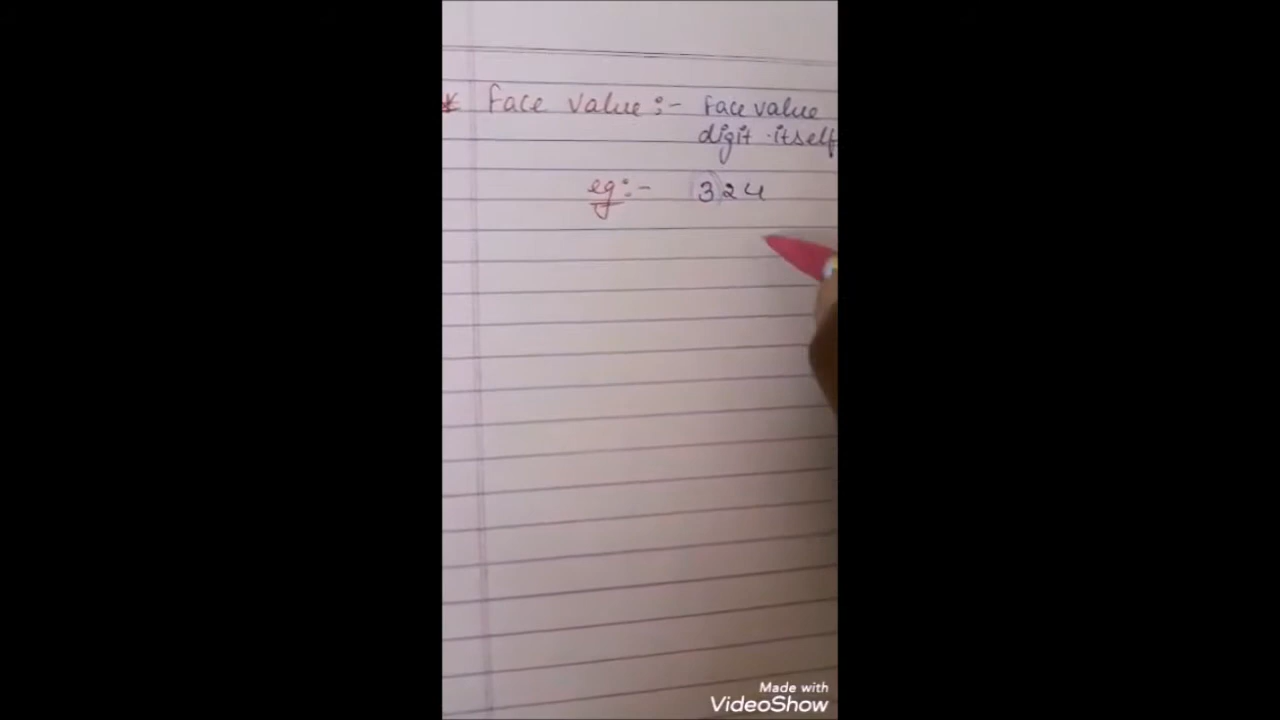 * Face value :- Face value
digit itself
eg :- 324
Made with
VideoShow